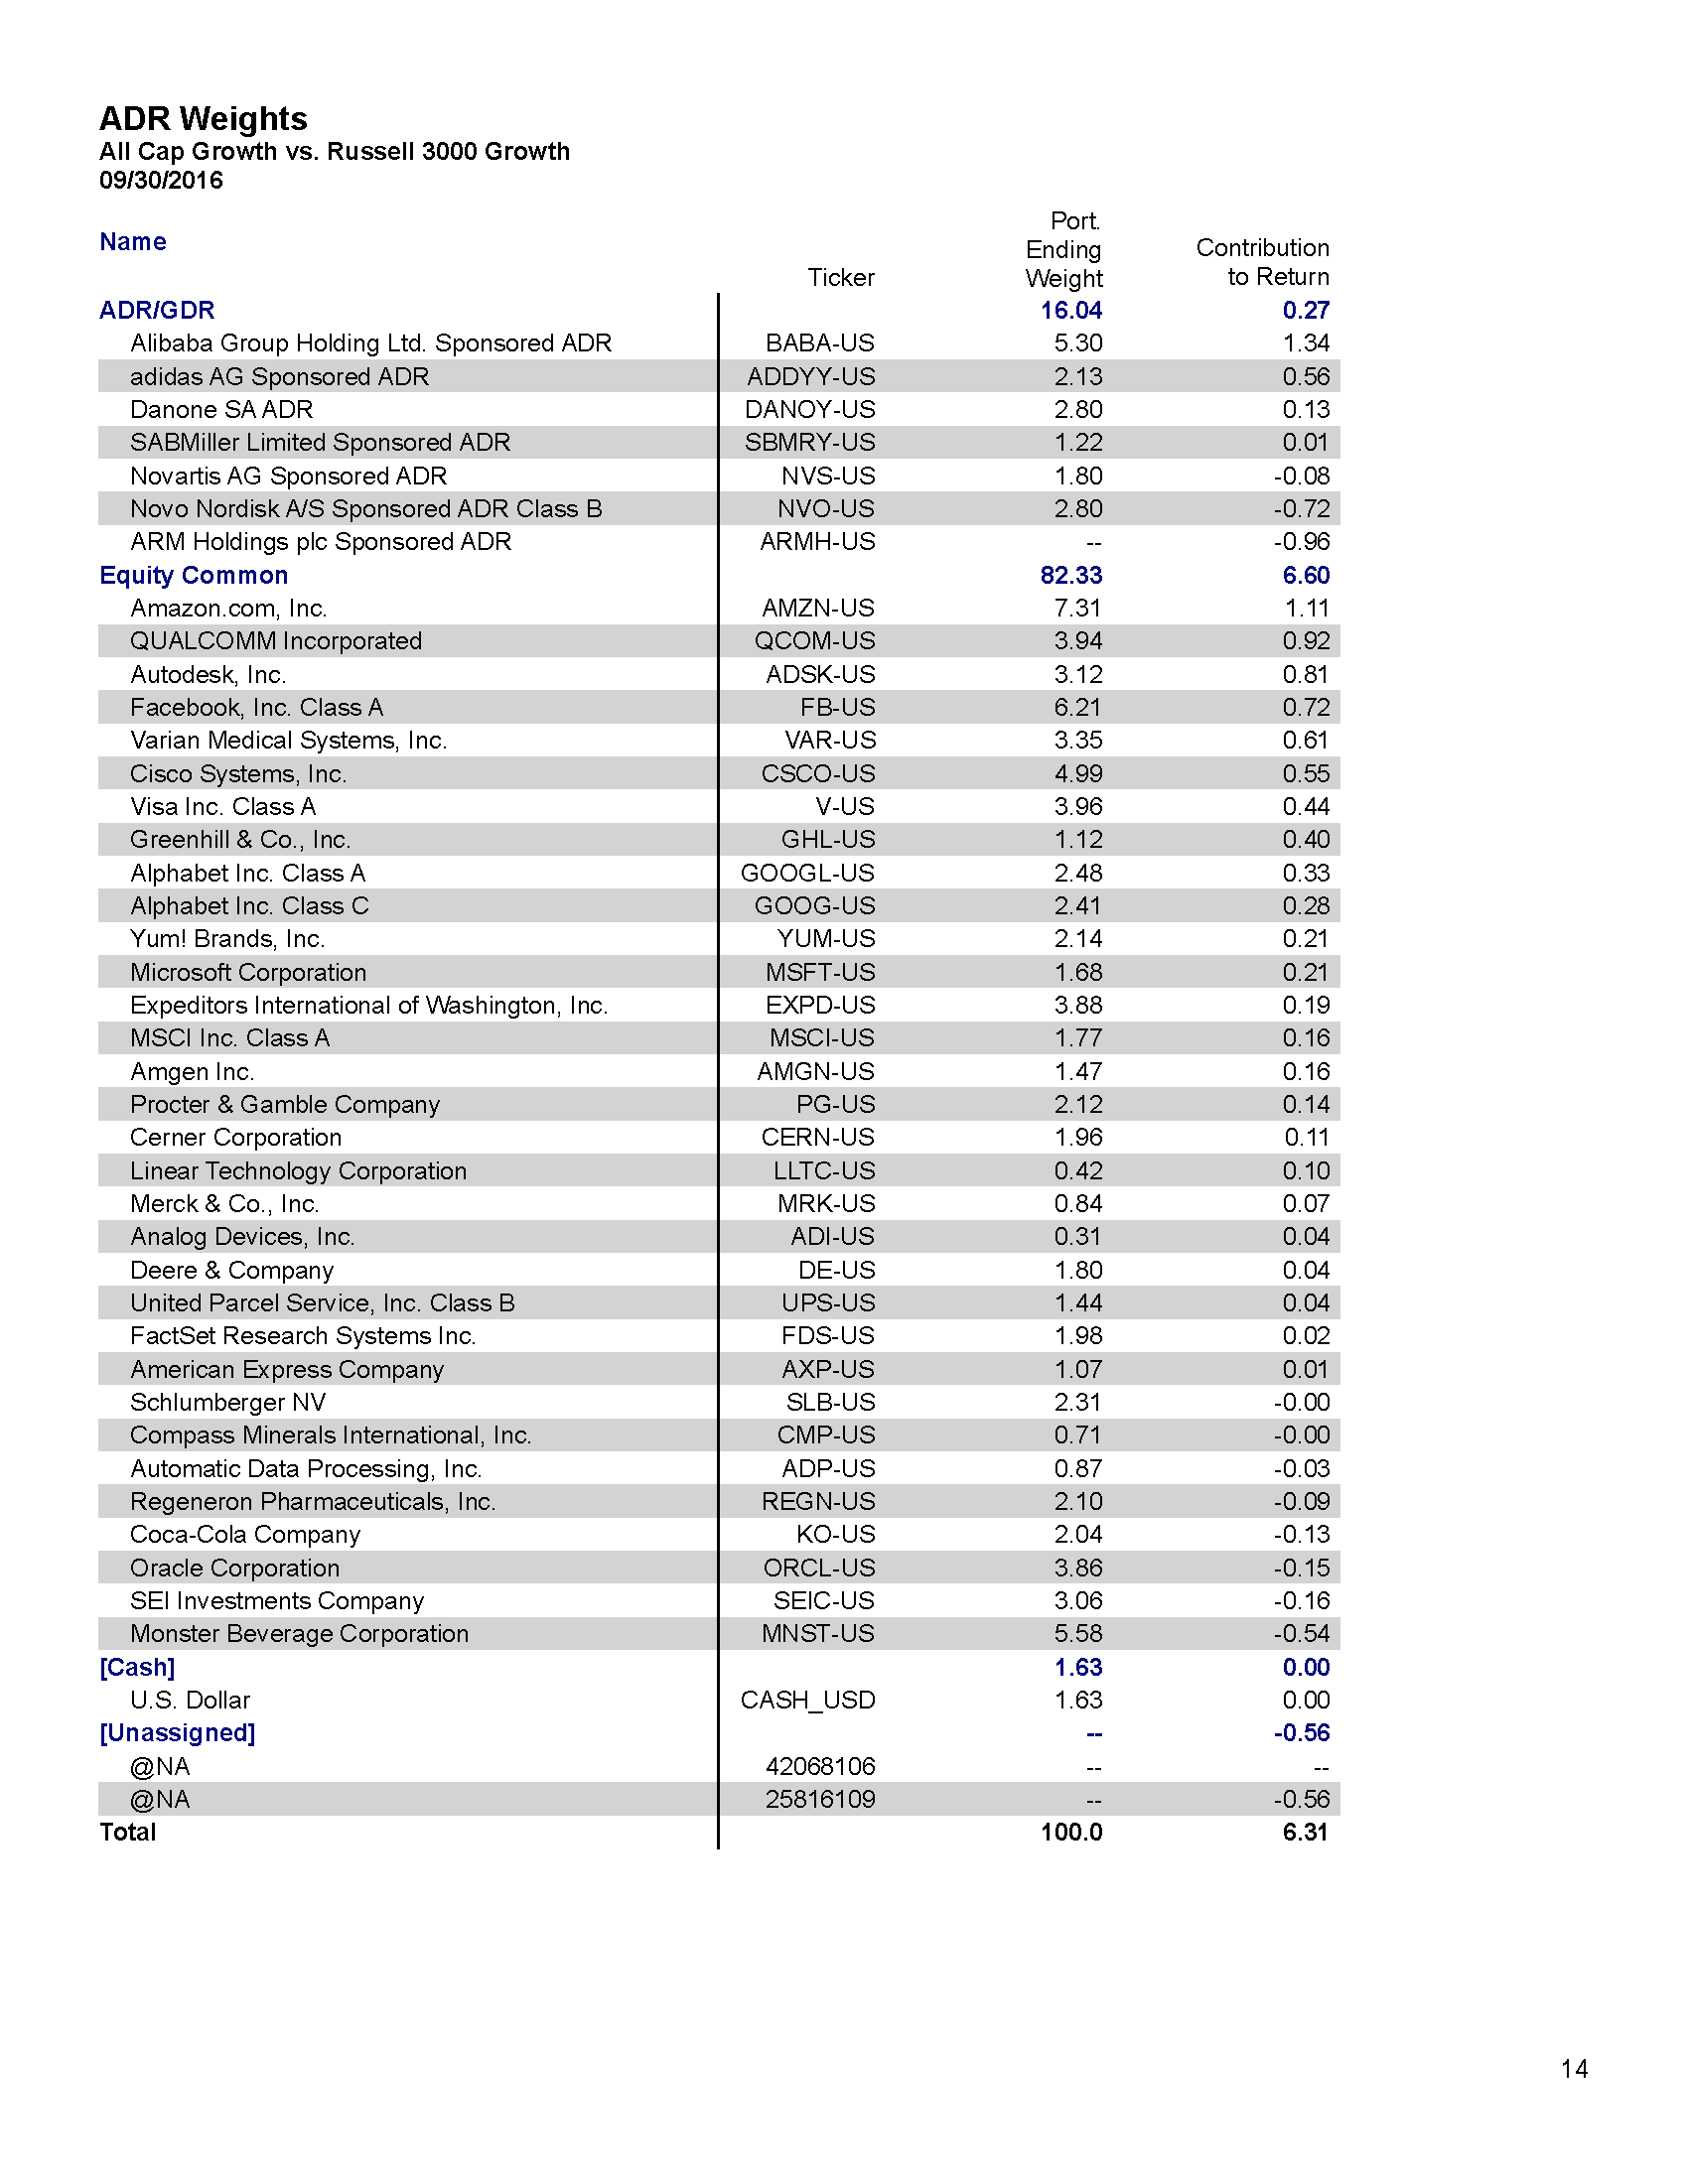 ADR Weights
All Cap Growth vs. Russell 3000 Growth
09/30/2016
Name Ticker Port. Ending Weight Contribution to Return
ADR/GDR 16.04 0.27
Alibaba Group Holding Ltd. Sponsored ADR BABA-US 5.30 1.34
adidas AG Sponsored ADR ADDYY-US 2.13 0.56
Danone SA ADR DANOY-US 2.80 0.13
SABMiller Limited Sponsored ADR SBMRY-US 1.22 0.01
Novartis AG Sponsored ADR NVS-US 1.80 -0.08
Novo Nordisk A/S Sponsored ADR Class B NVO-US 2.80 -0.72
ARM Holdings plc Sponsored ADR ARMH-US -- -0.96
Equity Common 82.33 6.60
Amazon.com, Inc. AMZN-US 7.31 1.11
QUALCOMM Incorporated QCOM-US 3.94 0.92
Autodesk, Inc. ADSK-US 3.12 0.81
Facebook, Inc. Class A FB-US 6.21 0.72
Varian Medical Systems, Inc. VAR-US 3.35 0.61
Cisco Systems, Inc. CSCO-US 4.99 0.55
Visa Inc. Class A V-US 3.96 0.44
Greenhill & Co., Inc. GHL-US 1.12 0.40
Alphabet Inc. Class A GOOGL-US 2.48 0.33
Alphabet Inc. Class C GOOG-US 2.41 0.28
Yum! Brands, Inc. YUM-US 2.14 0.21
Microsoft Corporation MSFT-US 1.68 0.21
Expeditors International of Washington, Inc. EXPD-US 3.88 0.19
MSCI Inc. Class A MSCI-US 1.77 0.16
Amgen Inc. AMGN-US 1.47 0.16
Procter & Gamble Company PG-US 2.12 0.14
Cerner Corporation CERN-US 1.96 0.11
Linear Technology Corporation LLTC-US 0.42 0.10
Merck & Co., Inc. MRK-US 0.84 0.07
Analog Devices, Inc. ADI-US 0.31 0.04
Deere & Company DE-US 1.80 0.04
United Parcel Service, Inc. Class B UPS-US 1.44 0.04
FactSet Research Systems Inc. FDS-US 1.98 0.02
American Express Company AXP-US 1.07 0.01
Schlumberger NV SLB-US 2.31 -0.00
Compass Minerals International, Inc. CMP-US 0.71 -0.00
Automatic Data Processing, Inc. ADP-US 0.87 -0.03
Regeneron Pharmaceuticals, Inc. REGN-US 2.10 -0.09
Coca-Cola Company KO-US 2.04 -0.13
Oracle Corporation ORCL-US 3.86 -0.15
SEI Investments Company SEIC-US 3.06 -0.16
Monster Beverage Corporation MNST-US 5.58 -0.54
[Cash] 1.63 0.00
U.S. Dollar CASH_USD 1.63 0.00
[Unassigned] -- -0.56
@NA 42068106 -- --
@NA 25816109 -- -0.56
Total 100.0 6.31
14